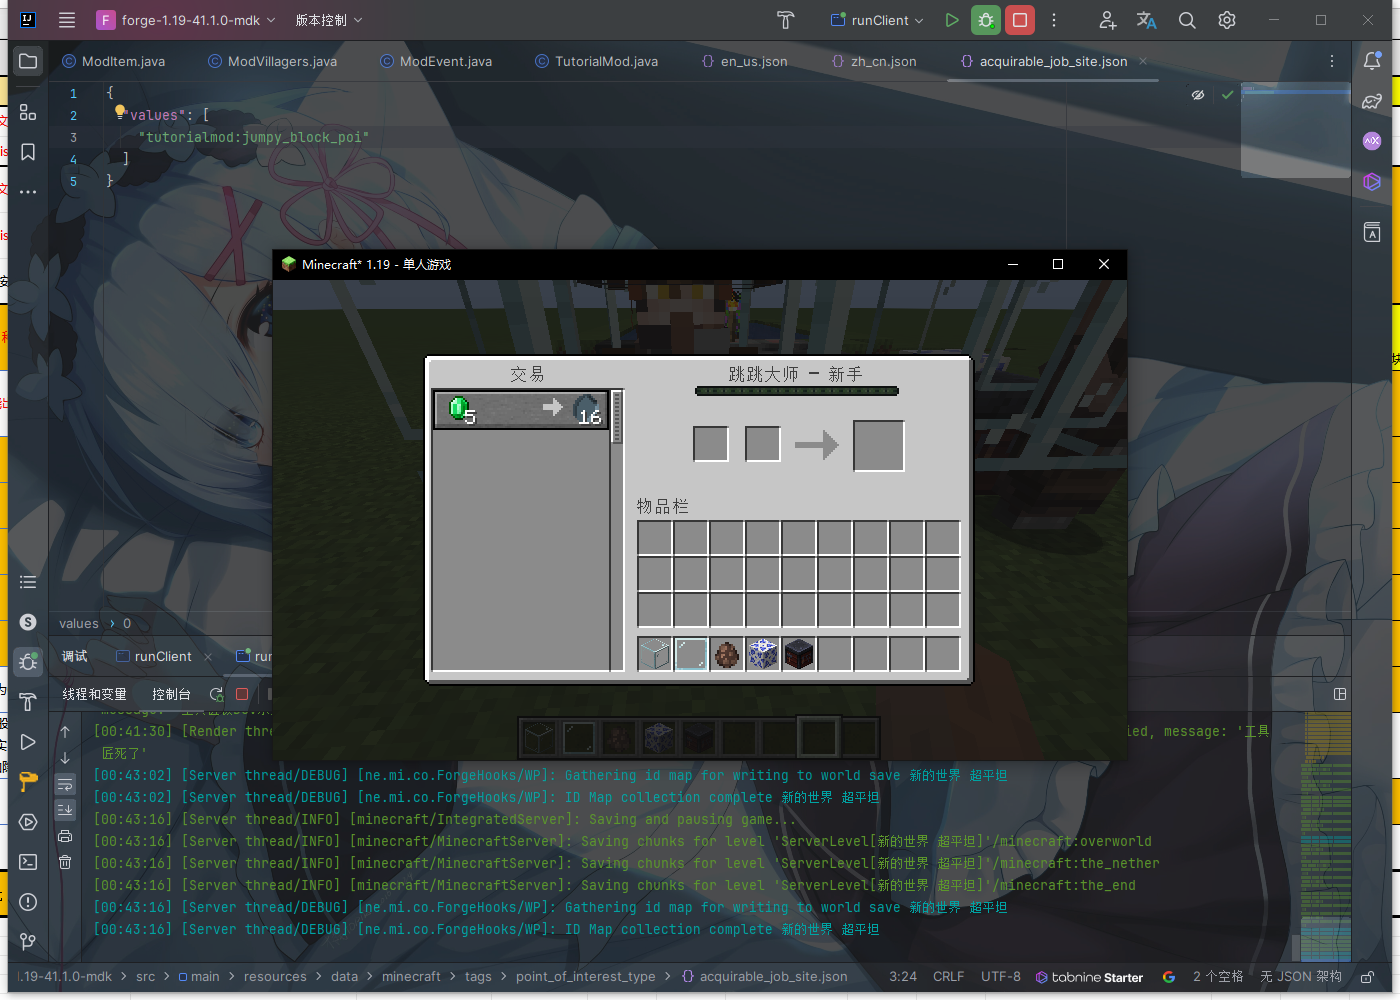 forge-1.19-41.1.0-mdk
版本控制
runClient
ModItem.java
ModVillagers.java
ModEvent.java
TutorialMod.java
en_us.json
zh_cn.json
acquirable_job_site.json
1 {
2 "values": [
3 "tutorialmod:jumpy_block_poi"
4 ]
5 }
Minecraft* 1.19 - 单人游戏
交易
跳跳大师 - 新手
5
16
物品栏
values › 0
调试
runClient
run
线程和变量
控制台
[00:41:30] [Render thre
ied, message: '工具
匠死了'
[00:43:02] [Server thread/DEBUG] [ne.mi.co.ForgeHooks/WP]: Gathering id map for writing to world save 新的世界 超平坦
[00:43:02] [Server thread/DEBUG] [ne.mi.co.ForgeHooks/WP]: ID Map collection complete 新的世界 超平坦
[00:43:16] [Server thread/INFO] [minecraft/IntegratedServer]: Saving and pausing game...
[00:43:16] [Server thread/INFO] [minecraft/MinecraftServer]: Saving chunks for level 'ServerLevel[新的世界 超平坦]'/minecraft:overworld
[00:43:16] [Server thread/INFO] [minecraft/MinecraftServer]: Saving chunks for level 'ServerLevel[新的世界 超平坦]'/minecraft:the_nether
[00:43:16] [Server thread/INFO] [minecraft/MinecraftServer]: Saving chunks for level 'ServerLevel[新的世界 超平坦]'/minecraft:the_end
[00:43:16] [Server thread/DEBUG] [ne.mi.co.ForgeHooks/WP]: Gathering id map for writing to world save 新的世界 超平坦
[00:43:16] [Server thread/DEBUG] [ne.mi.co.ForgeHooks/WP]: ID Map collection complete 新的世界 超平坦
.19-41.1.0-mdk › src › main › resources › data › minecraft › tags › point_of_interest_type › acquirable_job_site.json
3:24
CRLF
UTF-8
tabnine Starter
2 个空格
无 JSON 架构